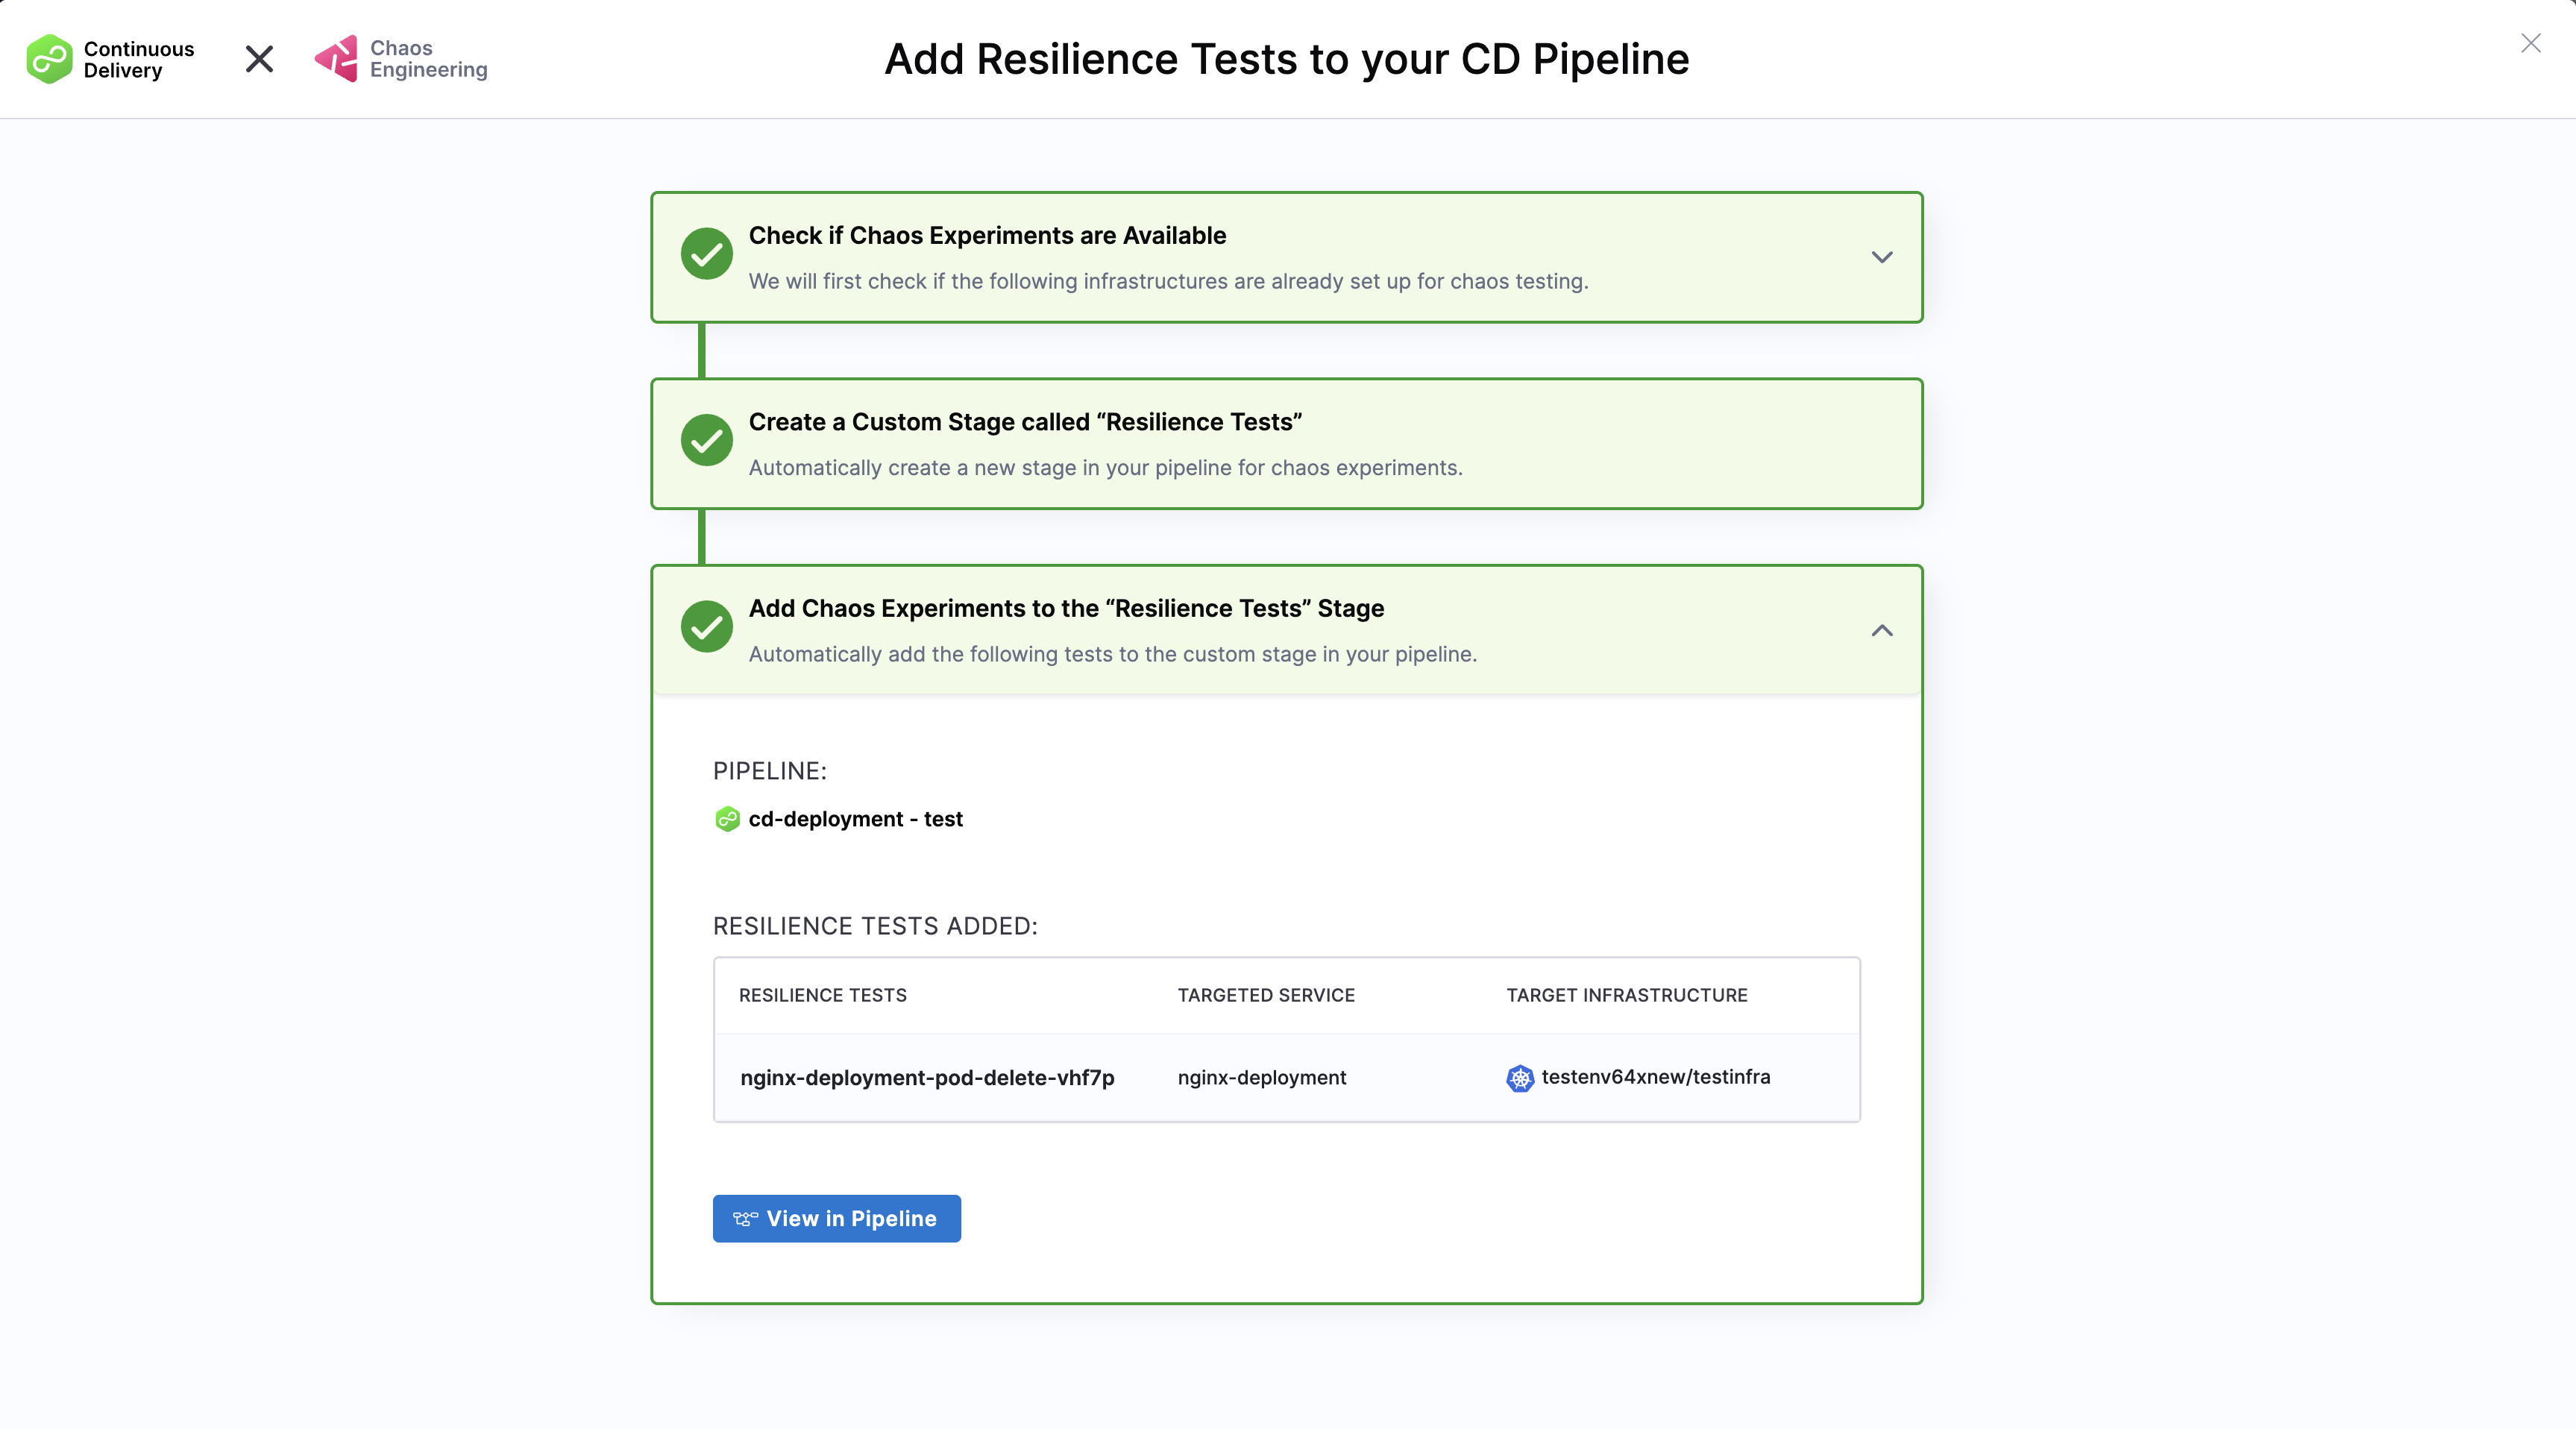 Continuous
Delivery
Chaos
Engineering
Add Resilience Tests to your CD Pipeline
Check if Chaos Experiments are Available
We will first check if the following infrastructures are already set up for chaos testing.
Create a Custom Stage called “Resilience Tests”
Automatically create a new stage in your pipeline for chaos experiments.
Add Chaos Experiments to the “Resilience Tests” Stage
Automatically add the following tests to the custom stage in your pipeline.
PIPELINE:
cd-deployment - test
RESILIENCE TESTS ADDED:
RESILIENCE TESTS TARGETED SERVICE TARGET INFRASTRUCTURE
nginx-deployment-pod-delete-vhf7p nginx-deployment testenv64xnew/testinfra
View in Pipeline